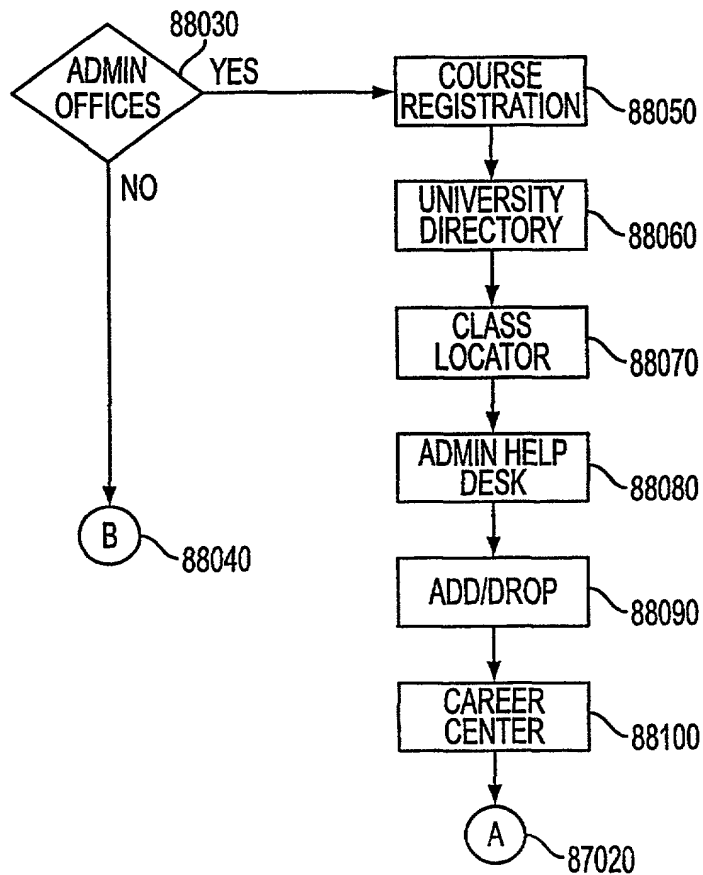 88030
ADMIN
OFFICES
YES
NO
COURSE
REGISTRATION
88050
UNIVERSITY
DIRECTORY
88060
CLASS
LOCATOR
88070
ADMIN HELP
DESK
88080
B
88040
ADD/DROP
88090
CAREER
CENTER
88100
A
87020